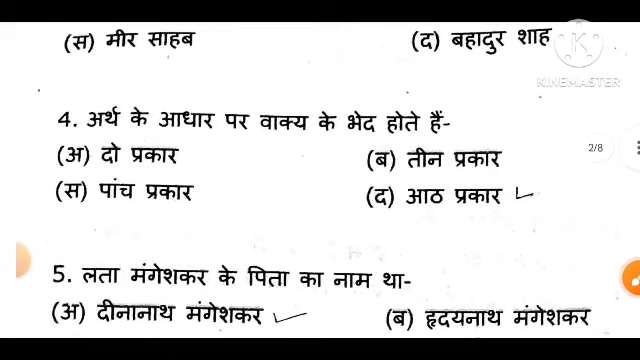 (स) मीर साहब (द) बहादुर शाह
KINEMASTER
4. अर्थ के आधार पर वाक्य के भेद होते हैं-
(अ) दो प्रकार (ब) तीन प्रकार
2/8
(स) पांच प्रकार (द) आठ प्रकार
5. लता मंगेशकर के पिता का नाम था-
(अ) दीनानाथ मंगेशकर (ब) हृदयनाथ मंगेशकर